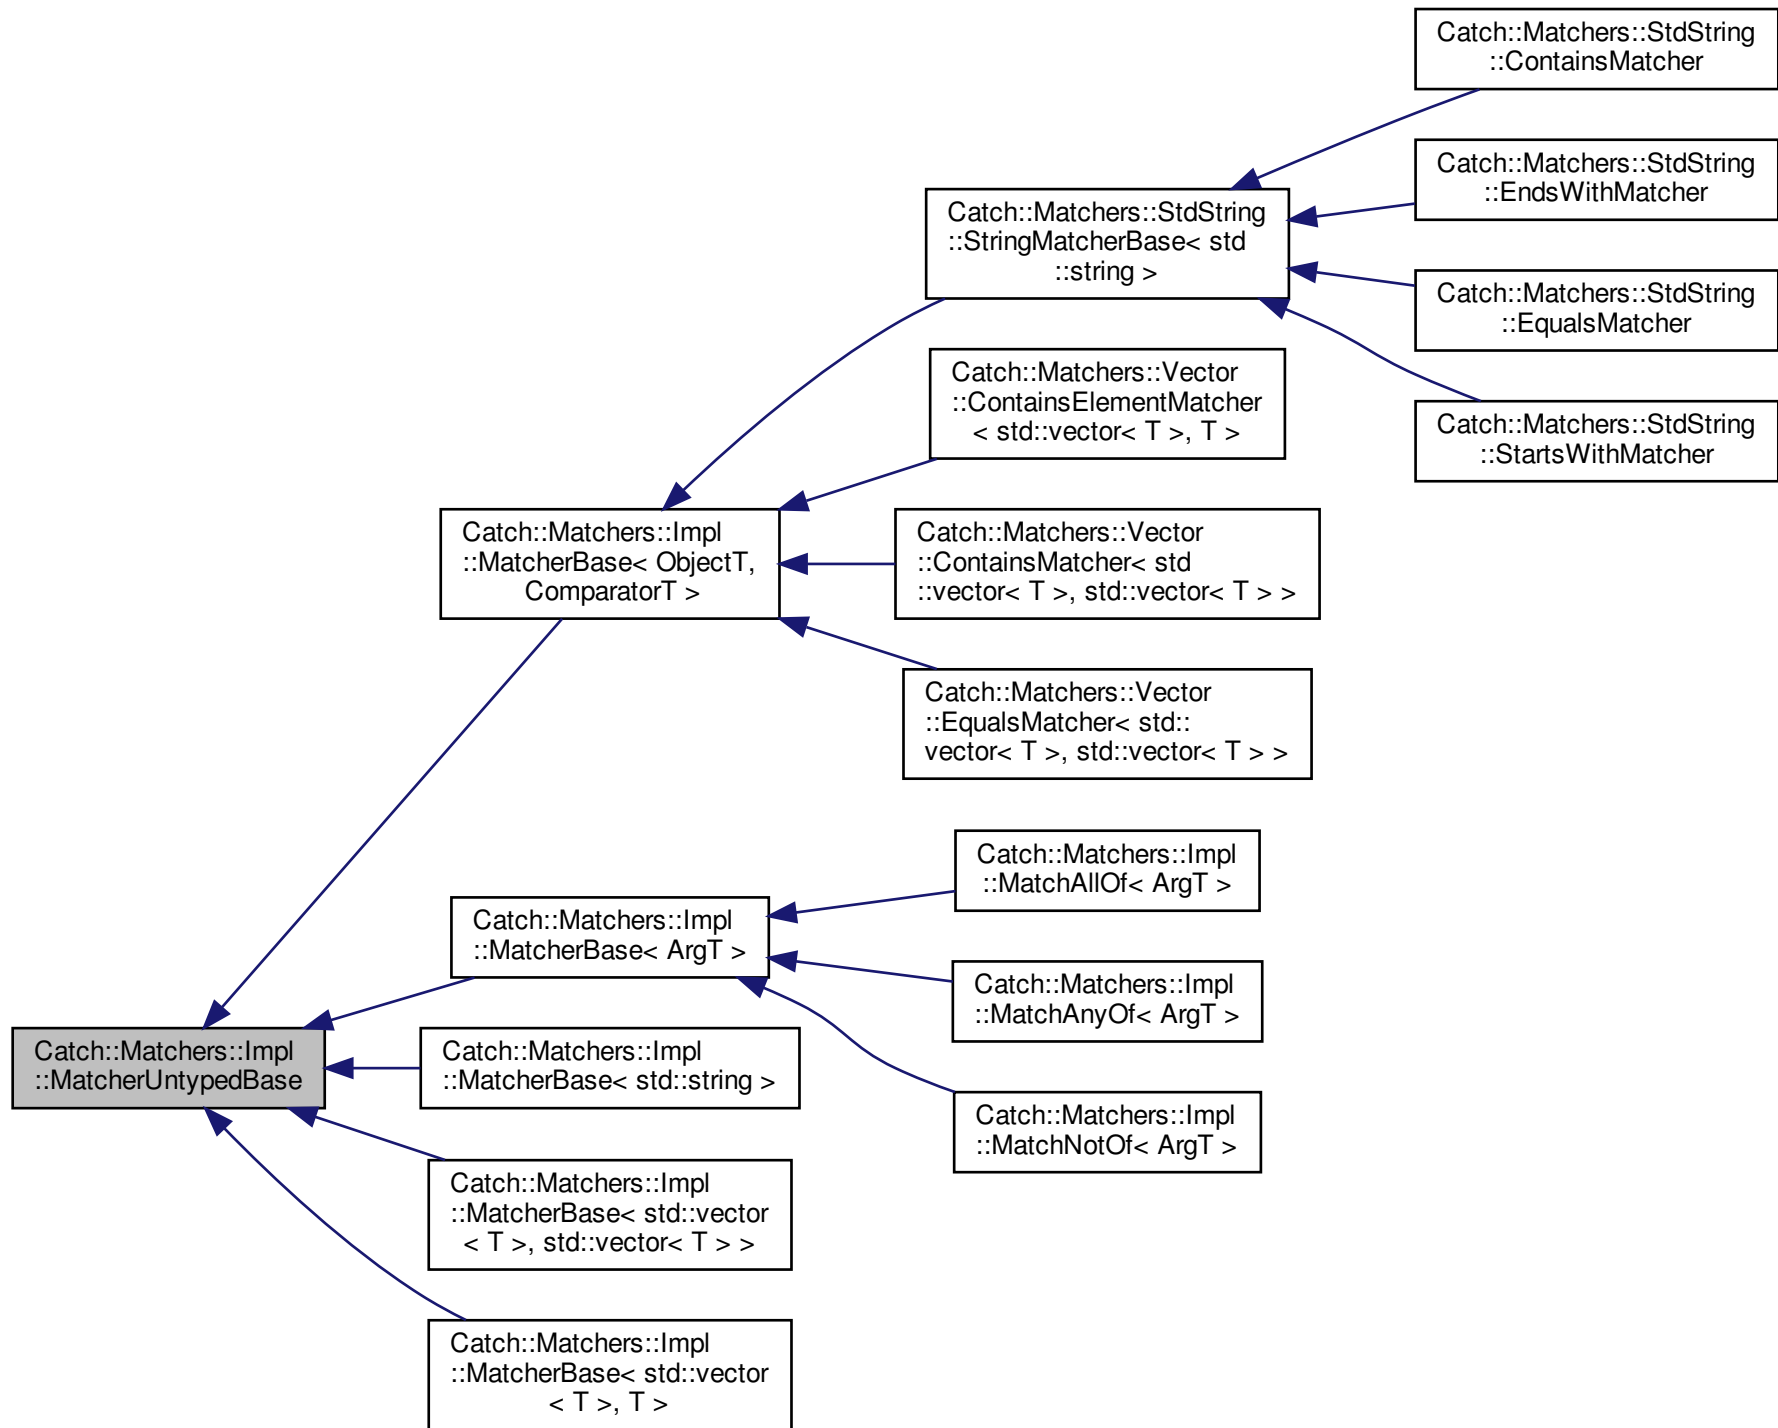 Catch::Matchers::StdString
::ContainsMatcher
Catch::Matchers::StdString
::EndsWithMatcher
Catch::Matchers::StdString
::StringMatcherBase< std
::string >
Catch::Matchers::StdString
::EqualsMatcher
Catch::Matchers::Vector
::ContainsElementMatcher
< std::vector< T >, T >
Catch::Matchers::StdString
::StartsWithMatcher
Catch::Matchers::Impl
::MatcherBase< ObjectT,
ComparatorT >
Catch::Matchers::Vector
::ContainsMatcher< std
::vector< T >, std::vector< T > >
Catch::Matchers::Vector
::EqualsMatcher< std::
vector< T >, std::vector< T > >
Catch::Matchers::Impl
::MatchAllOf< ArgT >
Catch::Matchers::Impl
::MatcherBase< ArgT >
Catch::Matchers::Impl
::MatchAnyOf< ArgT >
Catch::Matchers::Impl
::MatcherUntypedBase
Catch::Matchers::Impl
::MatcherBase< std::string >
Catch::Matchers::Impl
::MatchNotOf< ArgT >
Catch::Matchers::Impl
::MatcherBase< std::vector
< T >, std::vector< T > >
Catch::Matchers::Impl
::MatcherBase< std::vector
< T >, T >